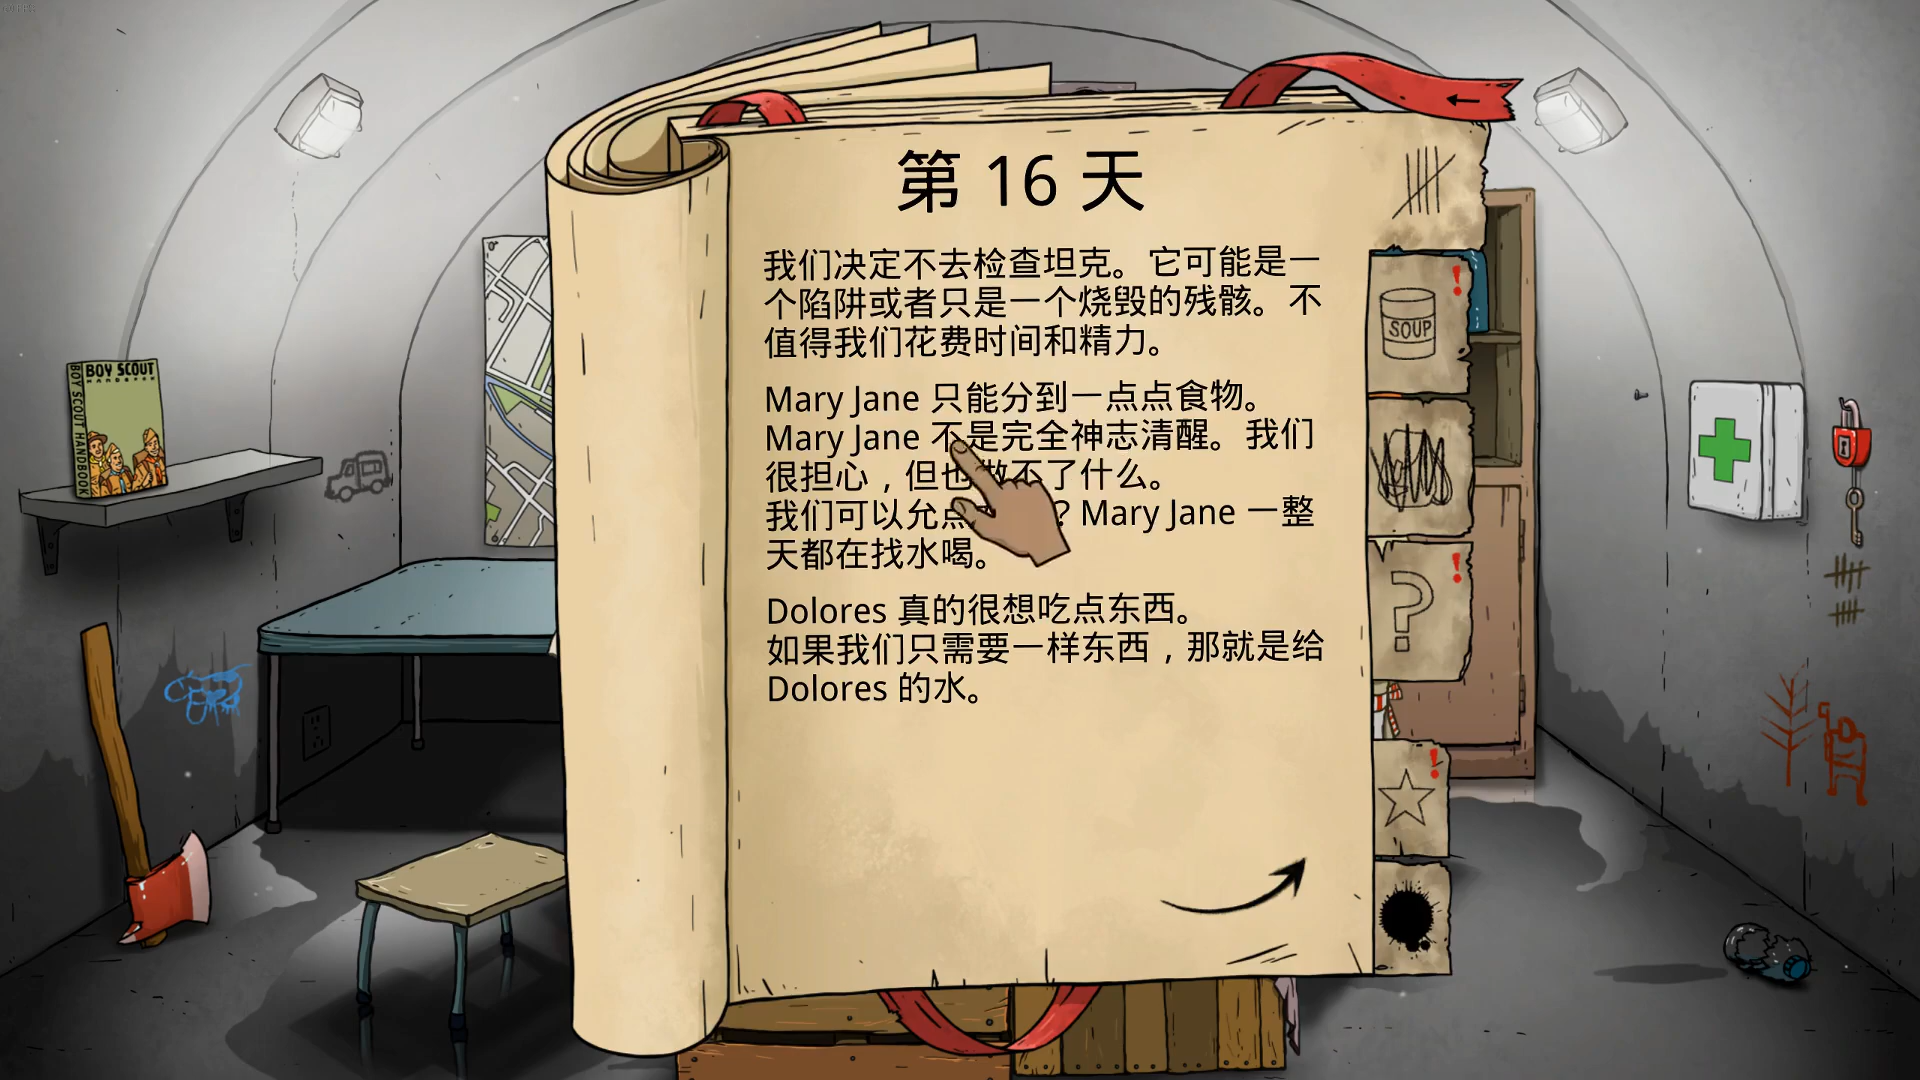 第 16 天
我们决定不去检查坦克。它可能是一
个陷阱或者只是一个烧毁的残骸。不
值得我们花费时间和精力。
Mary Jane 只能分到一点点食物。
Mary Jane 不是完全神志清醒。我们
很担心，但也做不了什么。
我们可以允点？Mary Jane 一整
天都在找水喝。
Dolores 真的很想吃点东西。
如果我们只需要一样东西，那就是给
Dolores 的水。
SOUP
BOY SCOUT
HANDBOOK
BOY SCOUT HANDBOOK